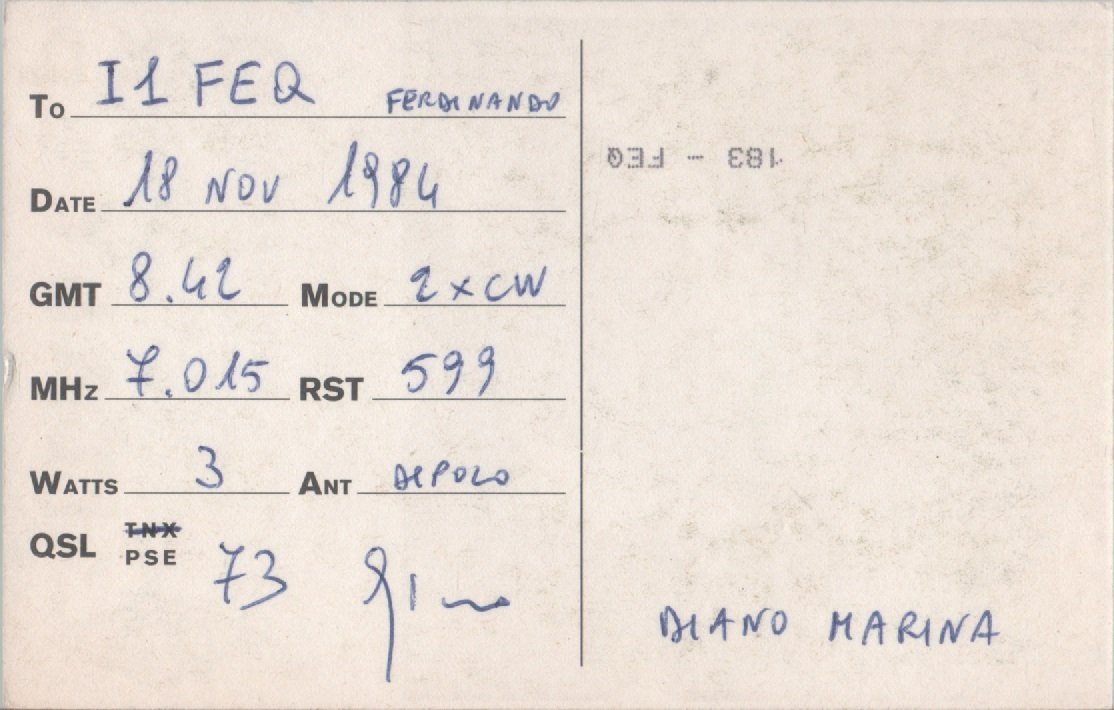 To I1 FEQ FERDINANDO
DATE 18 NOV 1984
GMT 8.42 MODE 2xCW
MHz 7.015 RST 599
WATTS 3 ANT DIPOLO
QSL TNX
PSE
73
183 - FEQ
DIANO MARINA